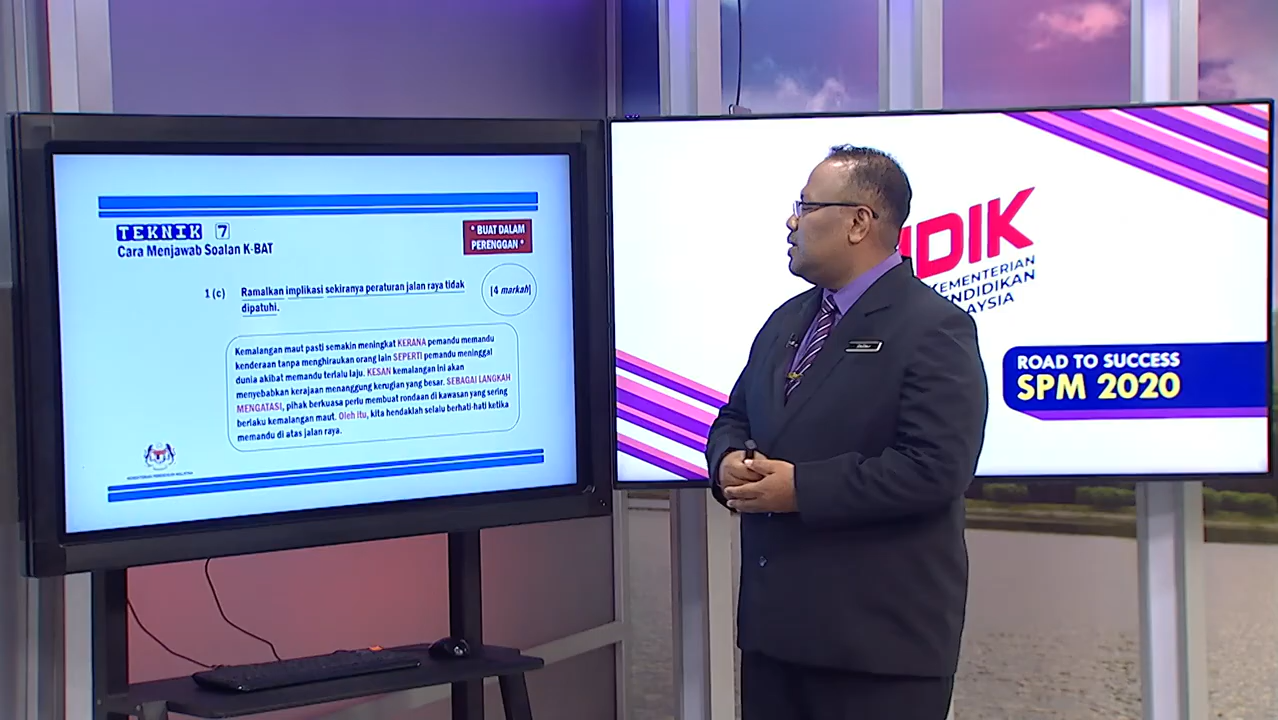 TEKNIK 7
Cara Menjawab Soalan K-BAT
* BUAT DALAM
PERENGGAN *
1 (c) Ramalkan implikasi sekiranya peraturan jalan raya tidak
dipatuhi.
[4 markah]
Kemalangan maut pasti semakin meningkat KERANA pemandu memandu
kenderaan tanpa menghiraukan orang lain SEPERTI pemandu meninggal
dunia akibat memandu terlalu laju. KESAN kemalangan ini akan
menyebabkan kerajaan menanggung kerugian yang besar. SEBAGAI LANGKAH
MENGATASI, pihak berkuasa perlu membuat rondaan di kawasan yang sering
berlaku kemalangan maut. Oleh itu, kita hendaklah selalu berhati-hati ketika
memandu di atas jalan raya.
KEMENTERIAN PENDIDIKAN MALAYSIA
IDIK
KEMENTERIAN
ENDIDIKAN
AYSIA
ROAD TO SUCCESS
SPM 2020